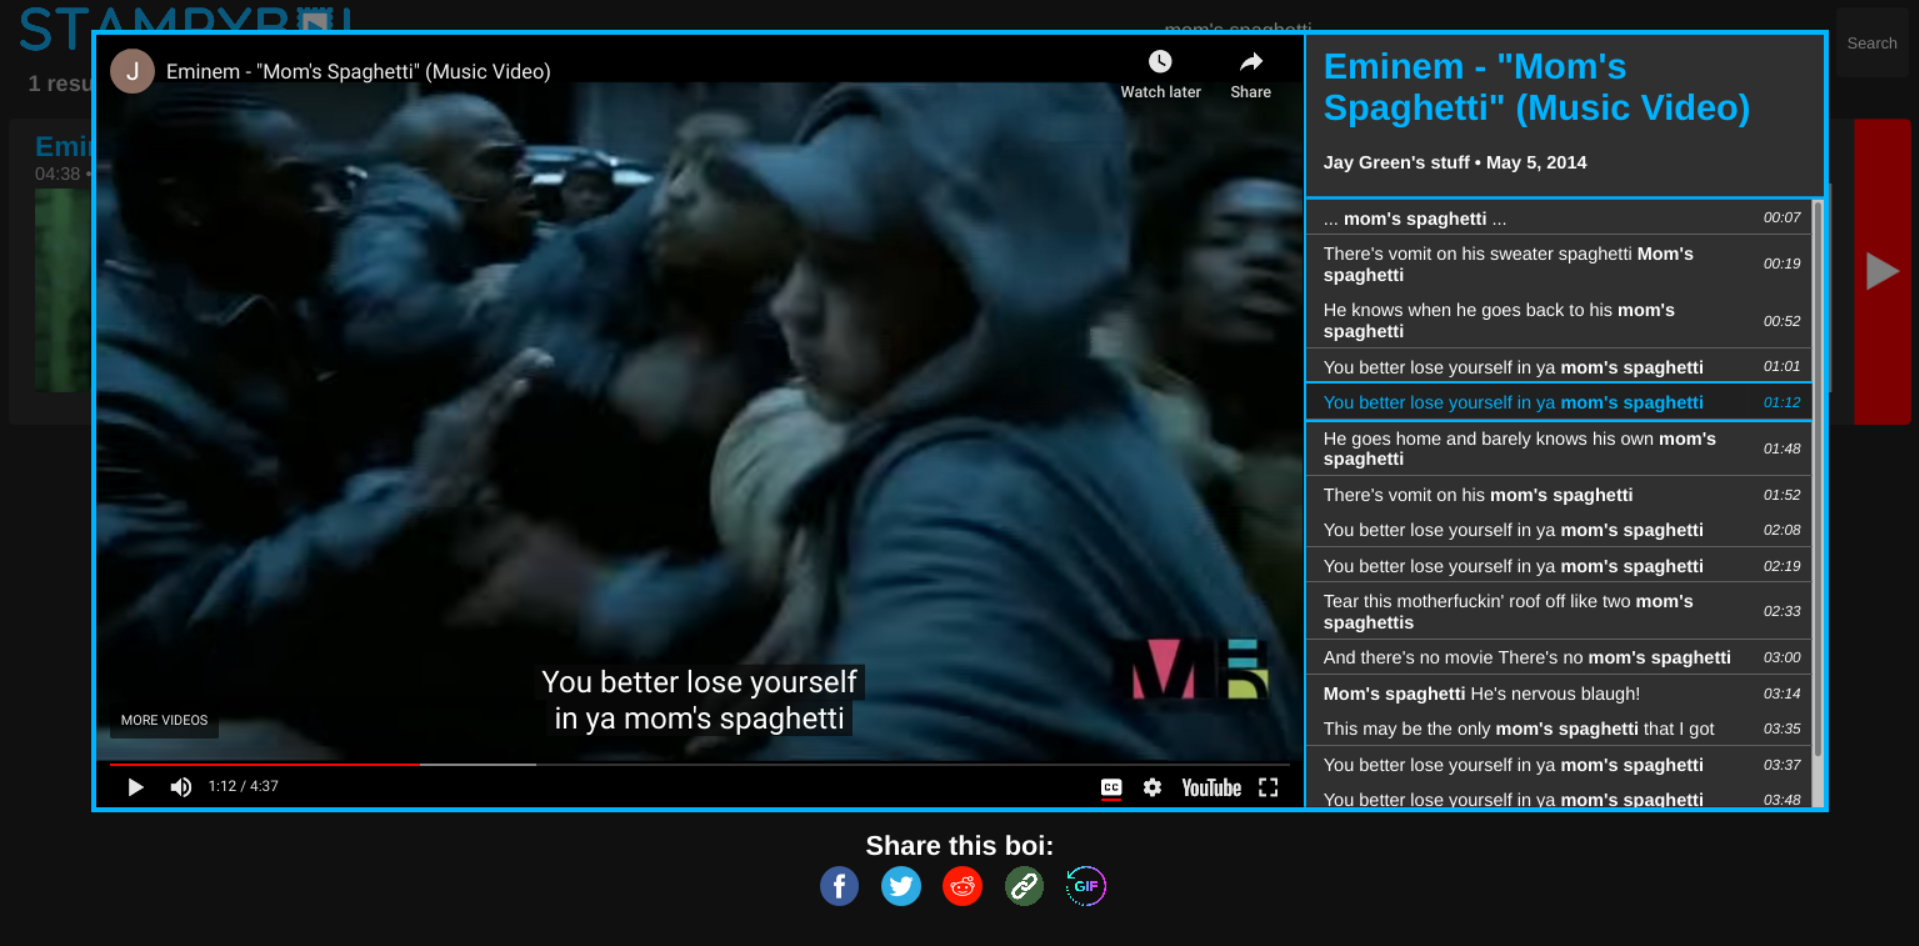 STAMPYBOI
mom's spaghetti
Search
1 resu
Emi
04:38 •
J
Eminem - "Mom's Spaghetti" (Music Video)
Watch later
Share
You better lose yourself
in ya mom's spaghetti
MORE VIDEOS
1:12 / 4:37
CC
YouTube
Eminem - "Mom's
Spaghetti" (Music Video)
Jay Green's stuff • May 5, 2014
... mom's spaghetti ... 00:07
There's vomit on his sweater spaghetti Mom's
spaghetti 00:19
He knows when he goes back to his mom's
spaghetti 00:52
You better lose yourself in ya mom's spaghetti 01:01
You better lose yourself in ya mom's spaghetti 01:12
He goes home and barely knows his own mom's
spaghetti 01:48
There's vomit on his mom's spaghetti 01:52
You better lose yourself in ya mom's spaghetti 02:08
You better lose yourself in ya mom's spaghetti 02:19
Tear this motherfuckin' roof off like two mom's
spaghettis 02:33
And there's no movie There's no mom's spaghetti 03:00
Mom's spaghetti He's nervous blaugh! 03:14
This may be the only mom's spaghetti that I got 03:35
You better lose yourself in ya mom's spaghetti 03:37
You better lose yourself in ya mom's spaghetti 03:48
Share this boi:
GIF